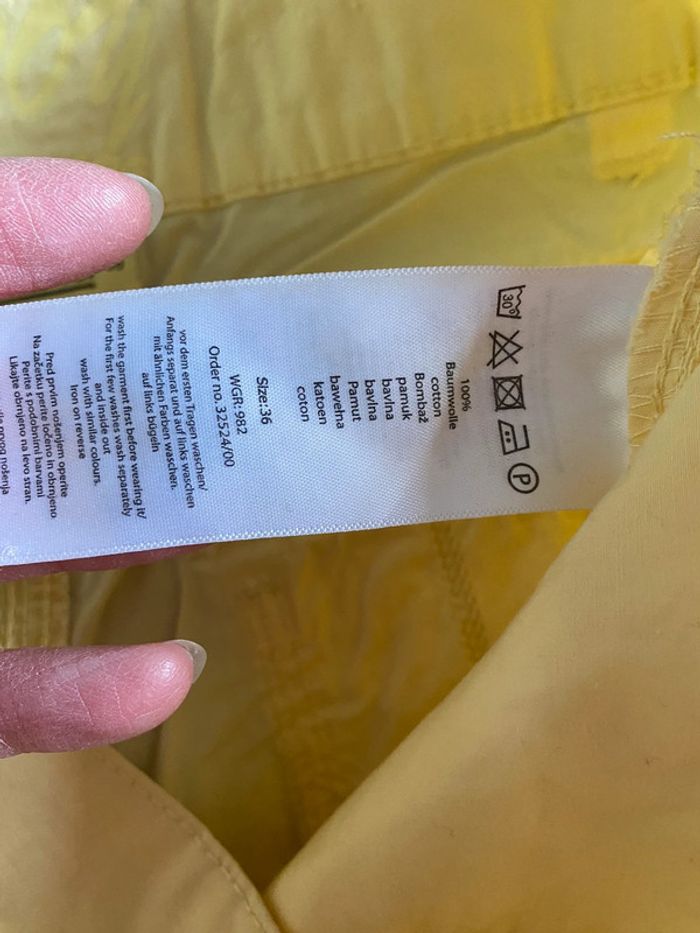 30°
P
100%
Baumwolle
cotton
Bombaž
pamuk
bavlna
bavlna
Pamut
bawełna
katoen
coton
Size:36
WGR: 982
Order no. 32524/00
vor dem ersten Tragen waschen/
Anfangs separat und auf links waschen
mit ähnlichen Farben waschen.
auf links bügeln
wash the garment first before wearing it/
For the first few washes wash separately
and inside out
wash with similar colours.
Iron on reverse
Pred prvim nošenjem operite
Na začetku perite ločeno in obrnjeno
Perite s podobnimi barvami
Likajte obrnjeno na levo stran.
nošenja